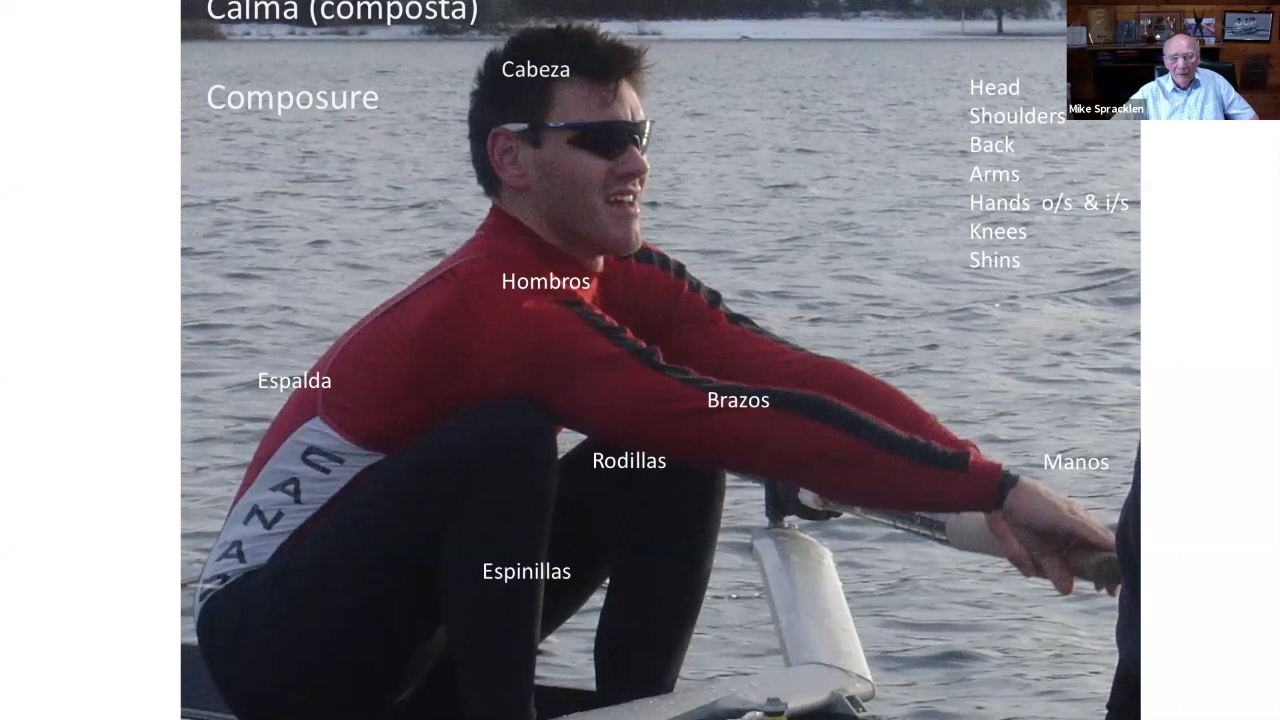 Calma (composta)
Composure
Cabeza
Head
Shoulders
Back
Arms
Hands o/s & i/s
Knees
Shins
Mike Spracklen
Hombros
Espalda
Brazos
Rodillas
Manos
Espinillas
CANA